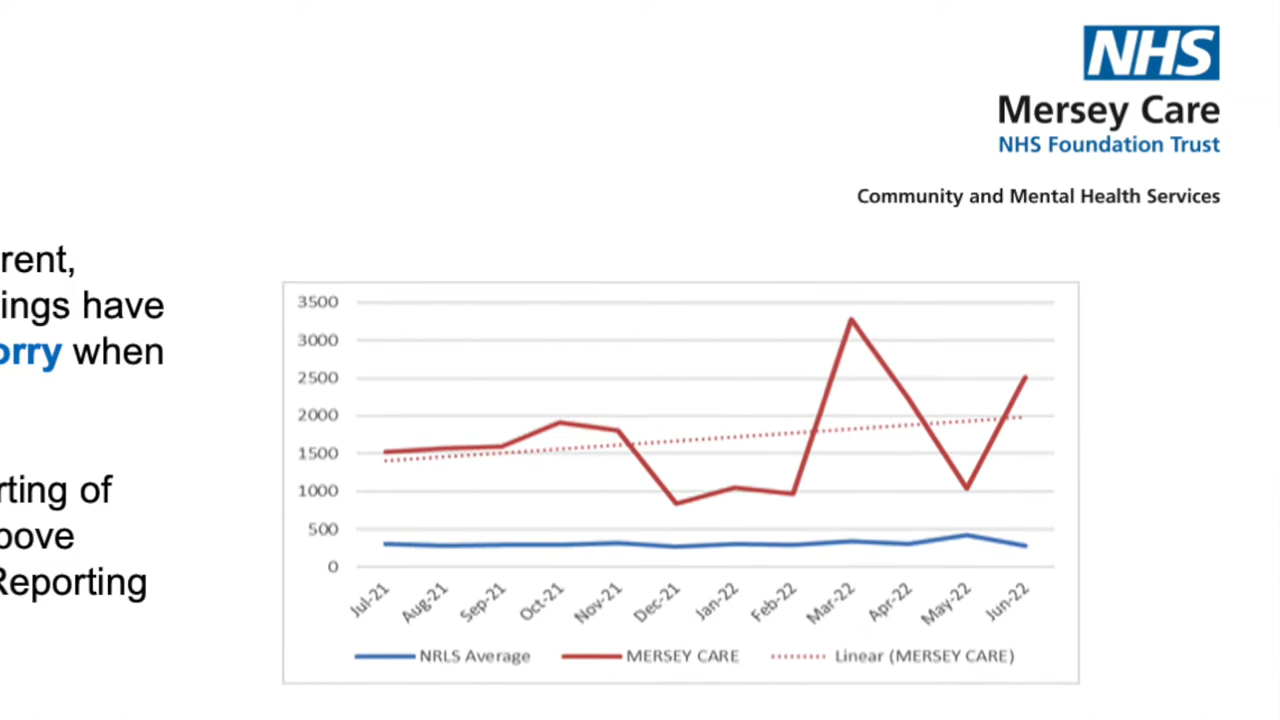 NHS
Mersey Care
NHS Foundation Trust
Community and Mental Health Services
rent,
ings have
orry when
rting of
bove
Reporting
3500
3000
2500
2000
1500
1000
500
0
Jul-21
Aug-21
Sep-21
Oct-21
Nov-21
Dec-21
Jan-22
Feb-22
Mar-22
Apr-22
May-22
Jun-22
NRLS Average
MERSEY CARE
Linear (MERSEY CARE)